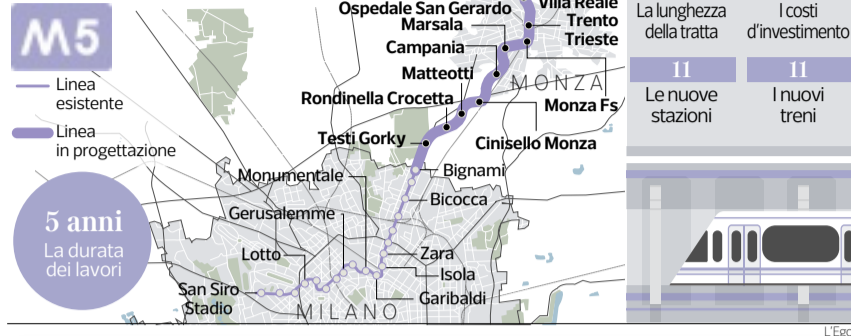 M5
Linea
esistente
Linea
in progettazione
5 anni
La durata
dei lavori
Ospedale San Gerardo
Villa Reale
Marsala
Trento
Trieste
Campania
Matteotti
MONZA
Rondinella Crocetta
Monza Fs
Testi Gorky
Cinisello Monza
Bignami
Monumentale
Bicocca
Gerusalemme
Lotto
Zara
Isola
San Siro
Stadio
Garibaldi
MILANO
La lunghezza
della tratta
I costi
d'investimento
11
Le nuove
stazioni
11
I nuovi
treni